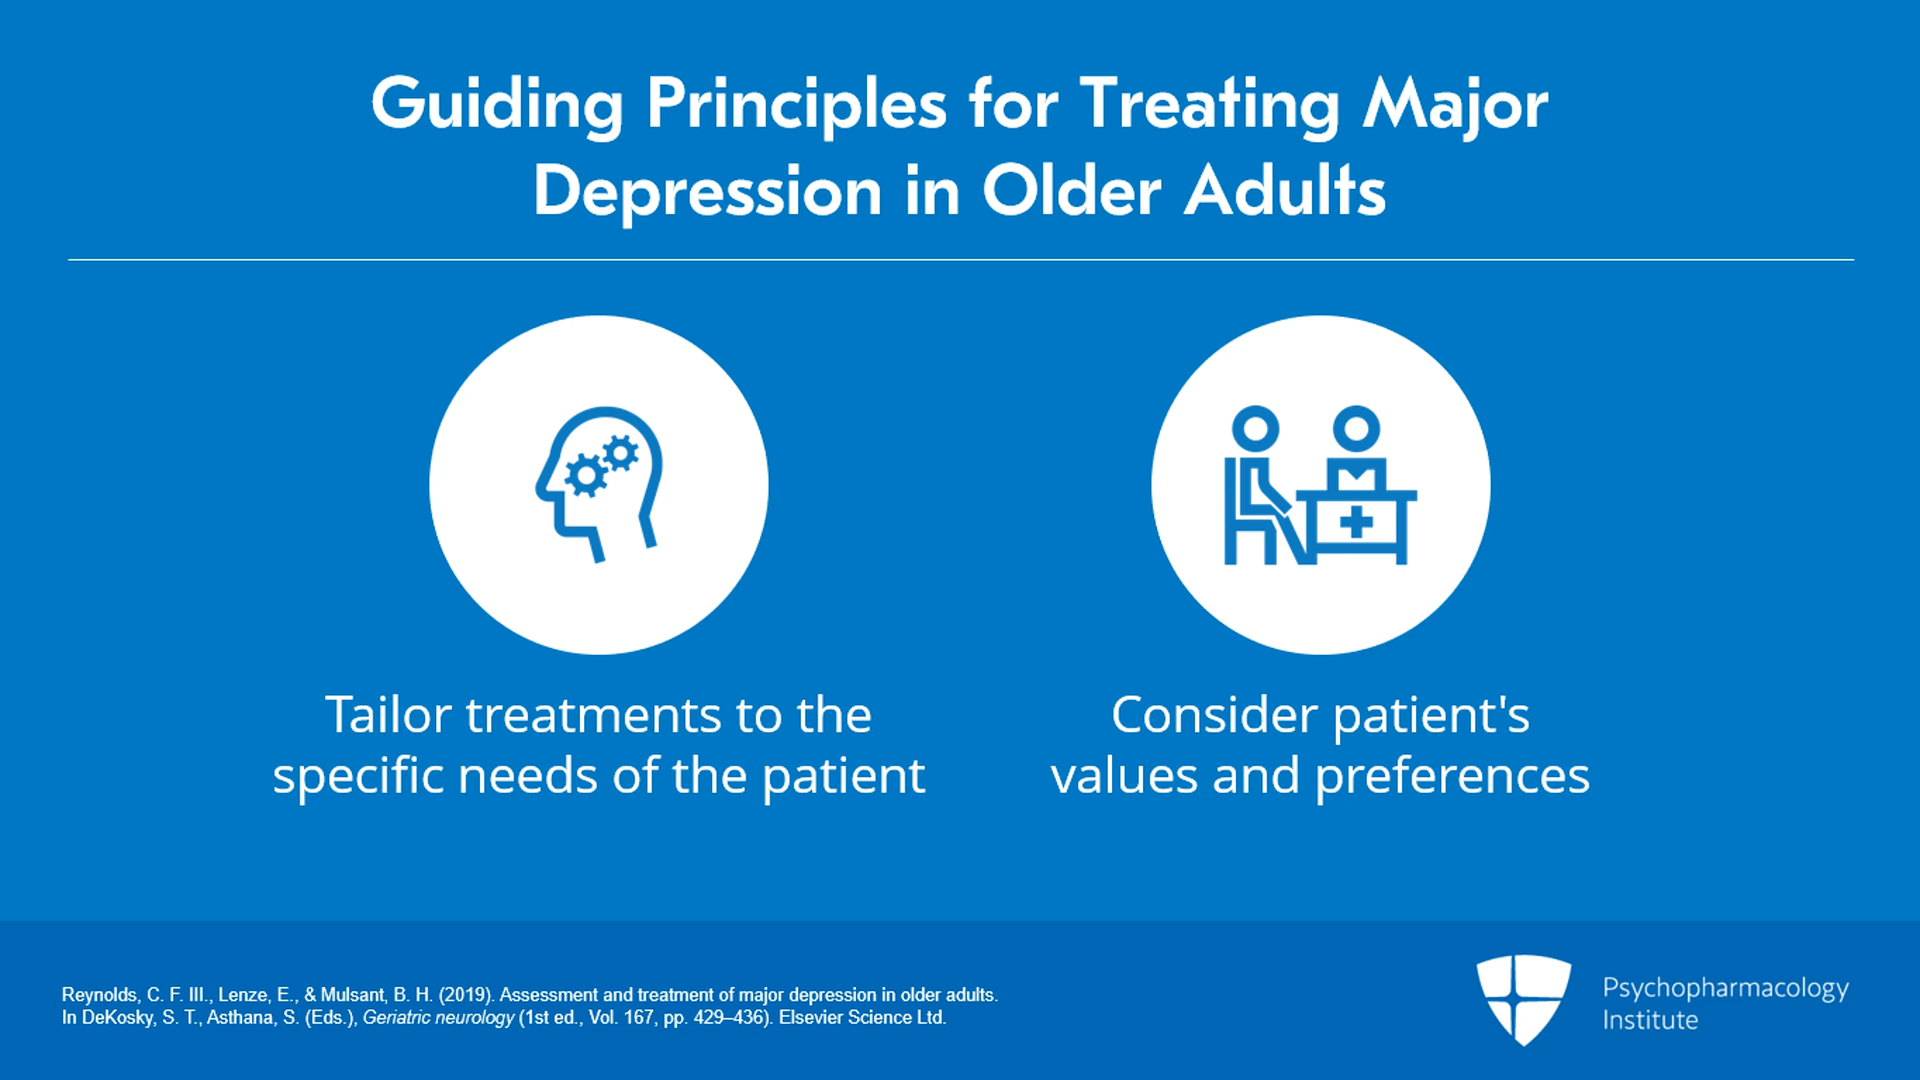 Guiding Principles for Treating Major
Depression in Older Adults
Tailor treatments to the
specific needs of the patient
Consider patient's
values and preferences
Reynolds, C. F. III., Lenze, E., & Mulsant, B. H. (2019). Assessment and treatment of major depression in older adults.
In DeKosky, S. T., Asthana, S. (Eds.), Geriatric neurology (1st ed., Vol. 167, pp. 429–436). Elsevier Science Ltd.
Psychopharmacology
Institute